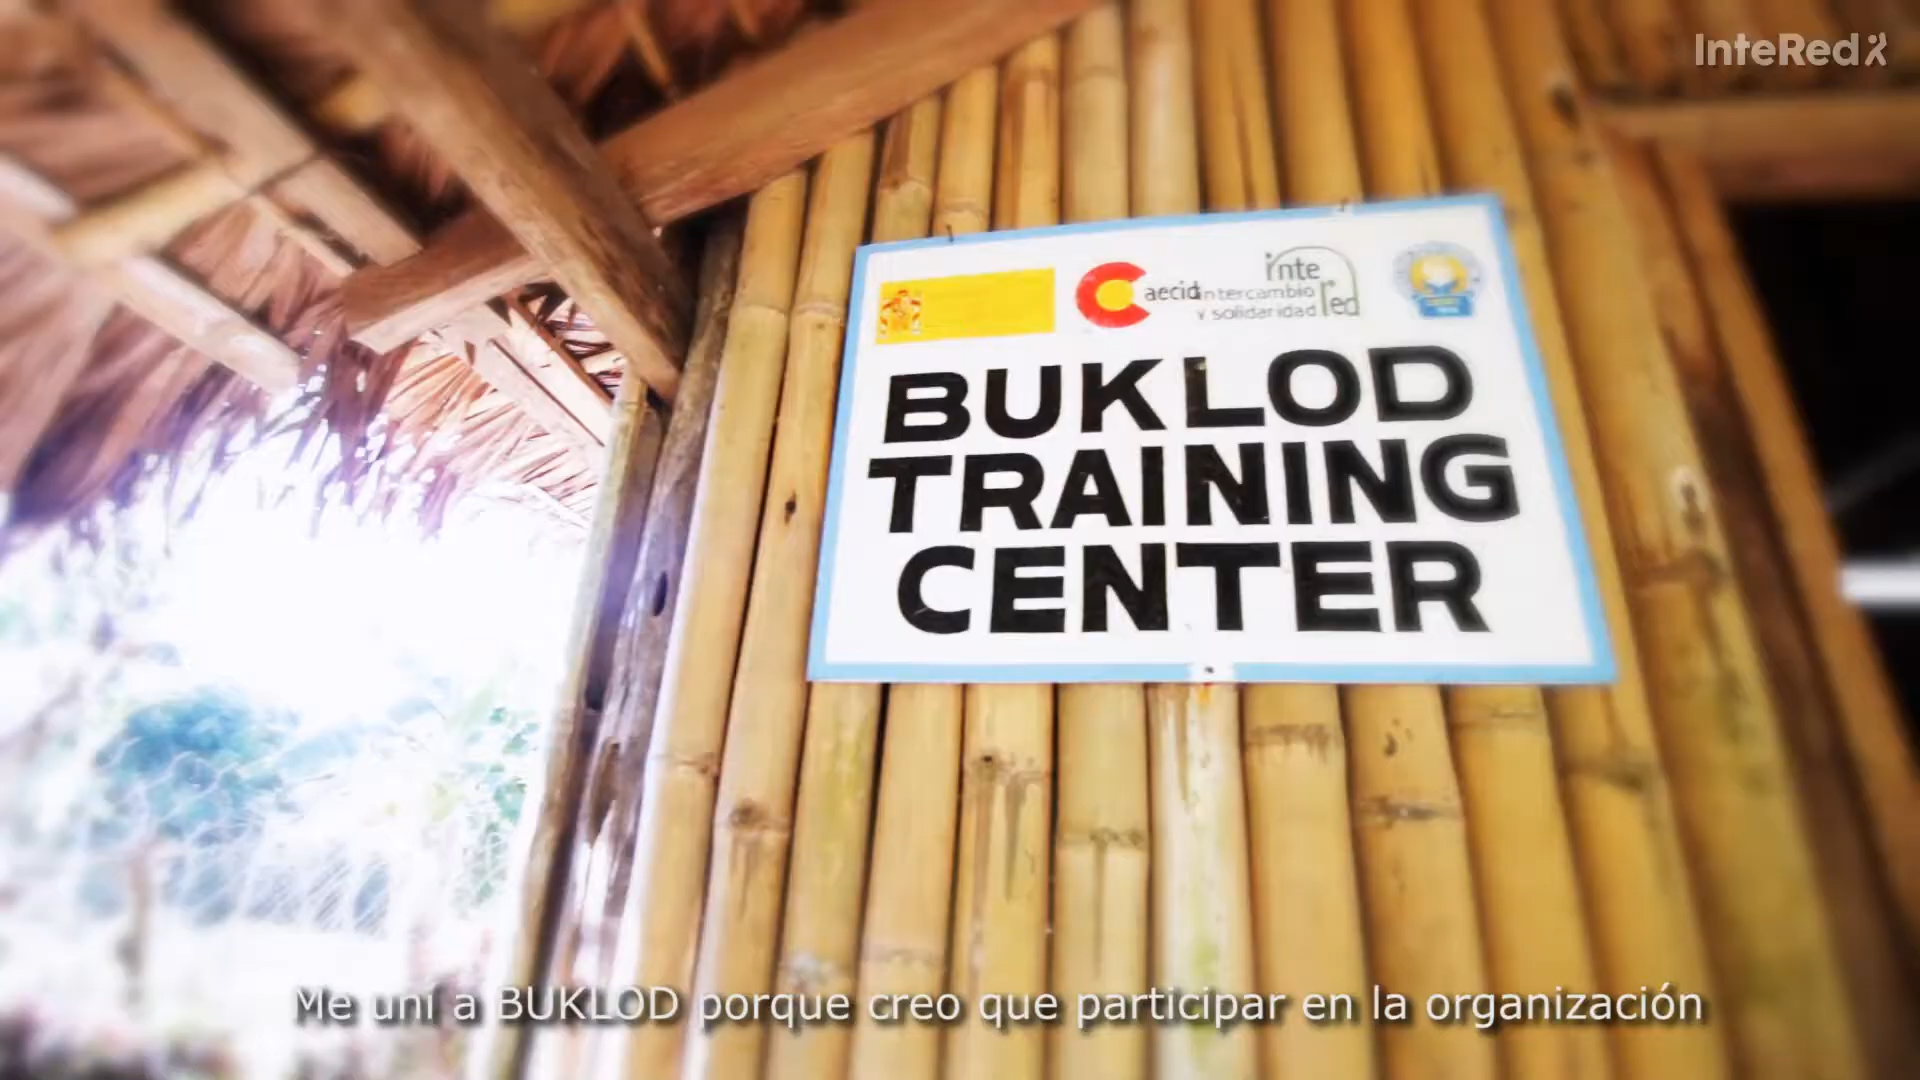 InteRed
aecid
inte
intercambio
red
y solidaridad
BUKLOD
TRAINING
CENTER
Me uní a BUKLOD porque creo que participar en la organización